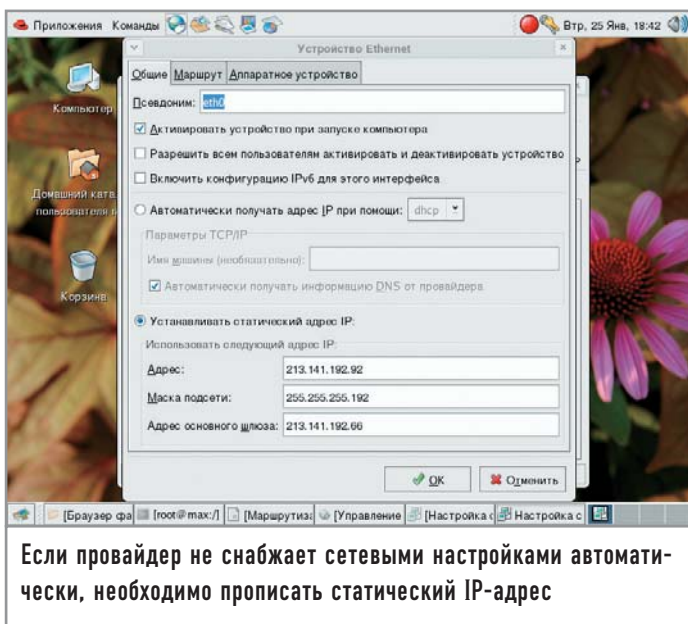 Приложения Команды
Втр, 25 Янв, 18:42
Устройство Ethernet
Общие Маршрут Аппаратное устройство
Псевдоним: eth0
Активировать устройство при запуске компьютера
Разрешить всем пользователям активировать и деактивировать устройство
Включить конфигурацию IPv6 для этого интерфейса
Автоматически получать адрес IP при помощи: dhcp
Параметры TCP/IP
Имя машины (необязательно):
Автоматически получать информацию DNS от провайдера
Устанавливать статический адрес IP:
Использовать следующий адрес IP:
Адрес: 213.141.192.92
Маска подсети: 255.255.255.192
Адрес основного шлюза: 213.141.192.66
OK Отменить
Компьютер
Домашний ката
пользователя
Корзина
[Браузер фа [root@max:/] [Маршрутиза [Управление [Настройка с Настройка с
Если провайдер не снабжает сетевыми настройками автомати-
чески, необходимо прописать статический IP-адрес